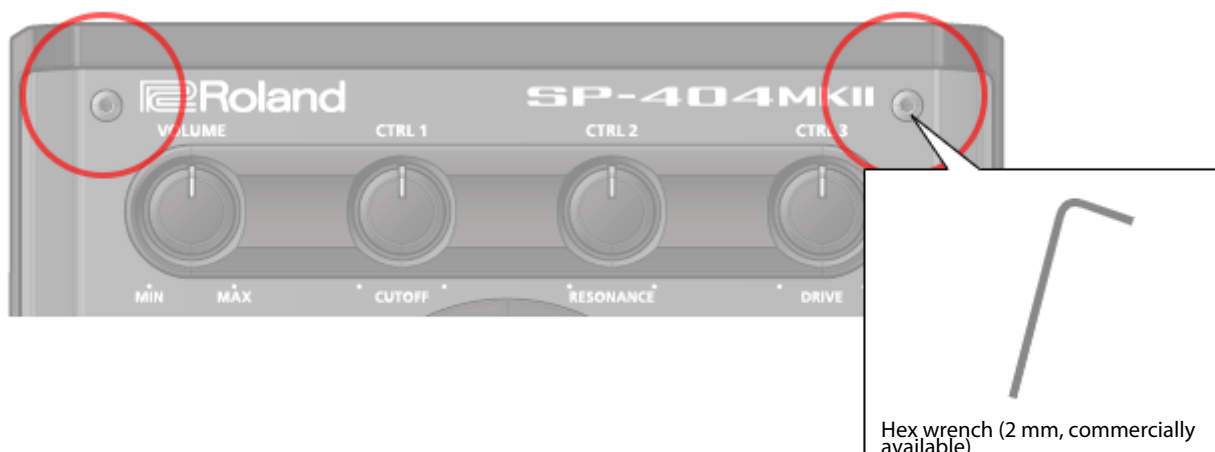 Roland
SP-404MKII
VOLUME
CTRL 1
CTRL 2
CTRL 3
MIN
MAX
CUTOFF
RESONANCE
DRIVE
Hex wrench (2 mm, commercially
available)